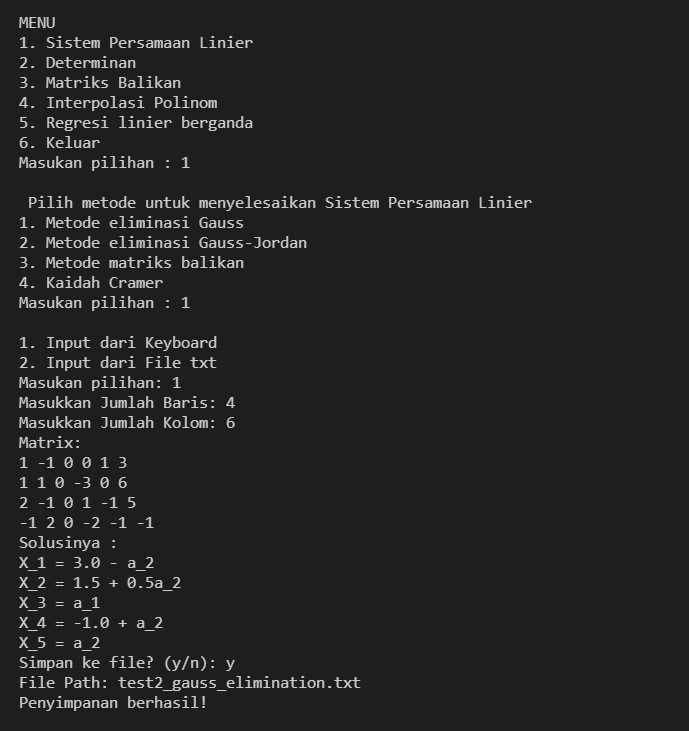 MENU
1. Sistem Persamaan Linier
2. Determinan
3. Matriks Balikan
4. Interpolasi Polinom
5. Regresi linier berganda
6. Keluar
Masukan pilihan : 1
Pilih metode untuk menyelesaikan Sistem Persamaan Linier
1. Metode eliminasi Gauss
2. Metode eliminasi Gauss-Jordan
3. Metode matriks balikan
4. Kaidah Cramer
Masukan pilihan : 1
1. Input dari Keyboard
2. Input dari File txt
Masukan pilihan: 1
Masukkan Jumlah Baris: 4
Masukkan Jumlah Kolom: 6
Matrix:
1 -1 0 0 1 3
1 1 0 -3 0 6
2 -1 0 1 -1 5
-1 2 0 -2 -1 -1
Solusinya :
X_1 = 3.0 - a_2
X_2 = 1.5 + 0.5a_2
X_3 = a_1
X_4 = -1.0 + a_2
X_5 = a_2
Simpan ke file? (y/n): y
File Path: test2_gauss_elimination.txt
Penyimpanan berhasil!